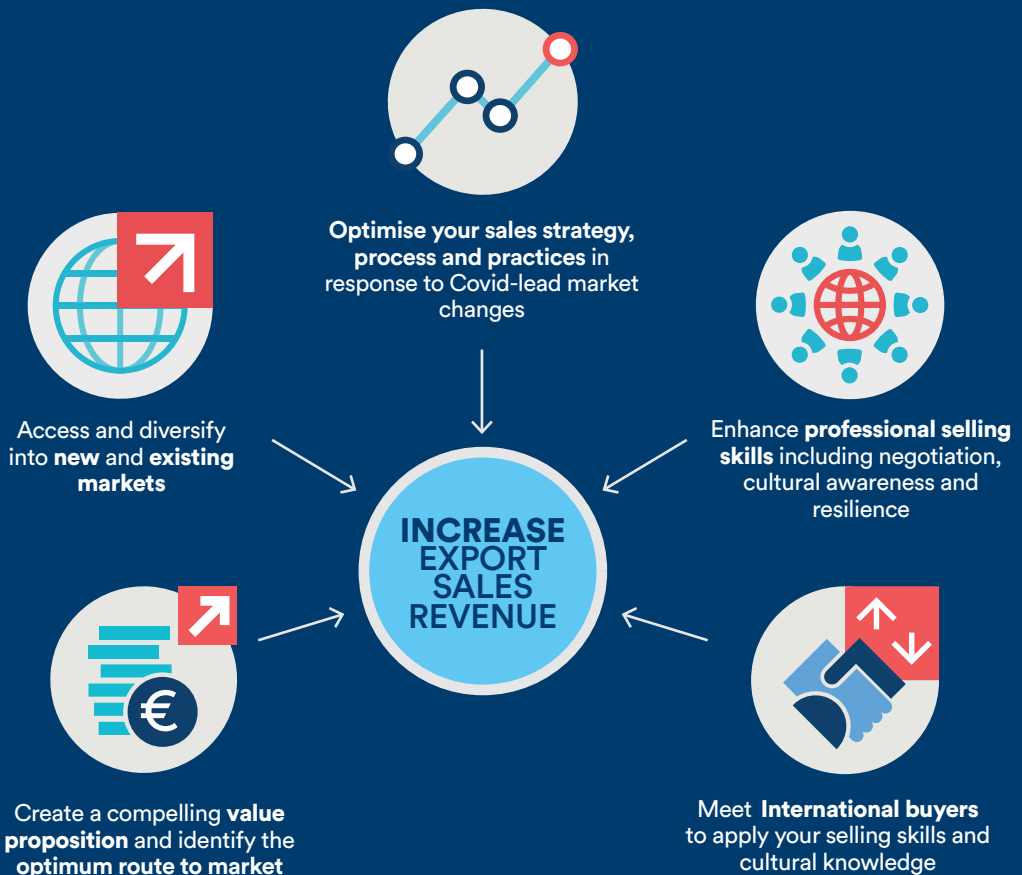 Optimise your sales strategy,
process and practices in
response to Covid-lead market
changes
Access and diversify
into new and existing
markets
Enhance professional selling
skills including negotiation,
cultural awareness and
resilience
INCREASE
EXPORT
SALES
REVENUE
€
Create a compelling value
proposition and identify the
optimum route to market
Meet International buyers
to apply your selling skills and
cultural knowledge